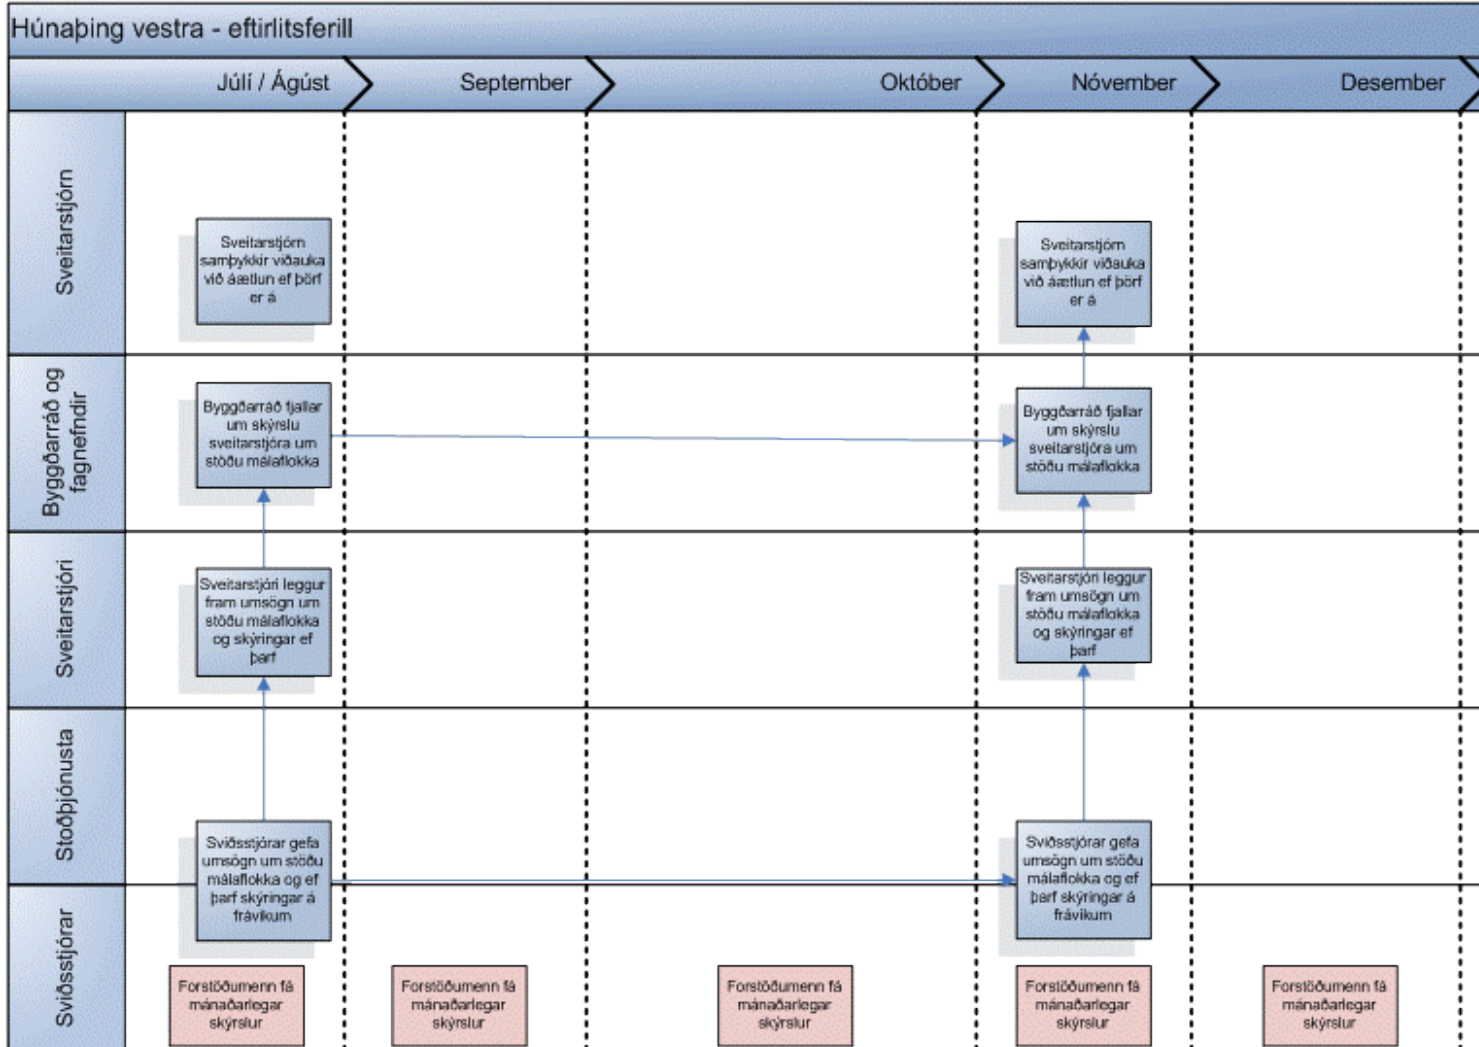 Húnaþing vestra - eftirlitsferill
Júlí / Ágúst
September
Október
Nóvember
Desember
Sveitarstjórn
Sveitarstjórn
samþykkir viðauka
við áætlun ef þörf
er á
Sveitarstjórn
samþykkir viðauka
við áætlun ef þörf
er á
Byggðarráð og
fagnefndir
Byggðarráð fjallar
um skýrslu
sveitarstjóra um
stöðu málaflokka
Byggðarráð fjallar
um skýrslu
sveitarstjóra um
stöðu málaflokka
Sveitarstjóri
Sveitarstjóri leggur
fram umsögn um
stöðu málaflokka
og skýringar ef
þarf
Sveitarstjóri leggur
fram umsögn um
stöðu málaflokka
og skýringar ef
þarf
Stoðþjónusta
Sviðsstjórar gefa
umsögn um stöðu
málaflokka og ef
þarf skýringar á
frávikum
Sviðsstjórar gefa
umsögn um stöðu
málaflokka og ef
þarf skýringar á
frávikum
Sviðsstjórar
Forstöðumenn fá
mánaðarlegar
skýrslur
Forstöðumenn fá
mánaðarlegar
skýrslur
Forstöðumenn fá
mánaðarlegar
skýrslur
Forstöðumenn fá
mánaðarlegar
skýrslur
Forstöðumenn fá
mánaðarlegar
skýrslur